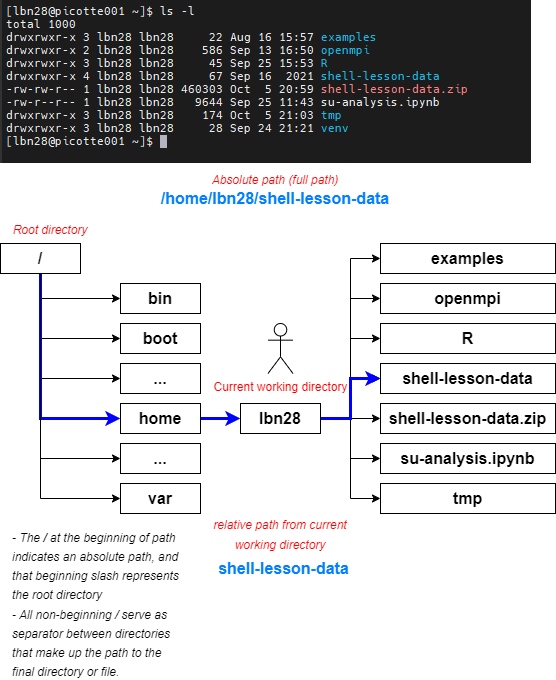 [lbn28@picotte001 ~]$ ls -l
total 1000
drwxrwxr-x 3 lbn28 lbn28     22 Aug 16 15:57 examples
drwxrwxr-x 2 lbn28 lbn28    586 Sep 13 16:50 openmpi
drwxrwxr-x 3 lbn28 lbn28     45 Sep 25 15:53 R
drwxrwxr-x 4 lbn28 lbn28     67 Sep 16  2021 shell-lesson-data
-rw-rw-r-- 1 lbn28 lbn28 460303 Oct  5 20:59 shell-lesson-data.zip
-rw-r--r-- 1 lbn28 lbn28   9644 Sep 25 11:43 su-analysis.ipynb
drwxrwxr-x 3 lbn28 lbn28    174 Oct  5 21:03 tmp
drwxrwxr-x 3 lbn28 lbn28     28 Sep 24 21:21 venv
[lbn28@picotte001 ~]$
Absolute path (full path)
/home/lbn28/shell-lesson-data
Root directory
/
bin
boot
...
home
...
var
Current working directory
lbn28
examples
openmpi
R
shell-lesson-data
shell-lesson-data.zip
su-analysis.ipynb
tmp
relative path from current
working directory
shell-lesson-data
- The / at the beginning of path
indicates an absolute path, and
that beginning slash represents
the root directory
- All non-beginning / serve as
separator between directories
that make up the path to the
final directory or file.